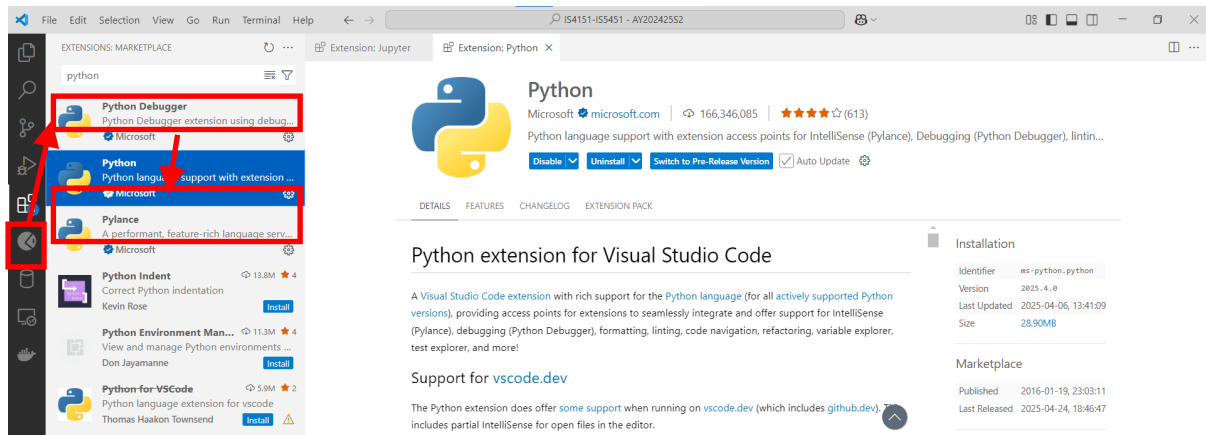 File Edit Selection View Go Run Terminal Help
IS4151-IS5451 - AY202425S2
EXTENSIONS: MARKETPLACE
python
Python Debugger
Python Debugger extension using debug...
Microsoft
Python
Python language support with extension ...
Microsoft
Pylance
A performant, feature-rich language serv...
Microsoft
Python Indent 13.8M 4
Correct Python indentation
Kevin Rose Install
Python Environment Man... 11.3M 4
View and manage Python environments ...
Don Jayamanne Install
Python for VSCode 5.9M 2
Python language extension for vscode
Thomas Haakon Townsend Install
Extension: Jupyter Extension: Python
Python
Microsoft microsoft.com 166,346,085 (613)
Python language support with extension access points for IntelliSense (Pylance), Debugging (Python Debugger), lintin...
Disable Uninstall Switch to Pre-Release Version Auto Update
DETAILS FEATURES CHANGELOG EXTENSION PACK
Python extension for Visual Studio Code
A Visual Studio Code extension with rich support for the Python language (for all actively supported Python
versions), providing access points for extensions to seamlessly integrate and offer support for IntelliSense
(Pylance), debugging (Python Debugger), formatting, linting, code navigation, refactoring, variable explorer,
test explorer, and more!
Support for vscode.dev
The Python extension does offer some support when running on vscode.dev (which includes github.dev).
includes partial IntelliSense for open files in the editor.
Installation
Identifier ms-python.python
Version 2025.4.0
Last Updated 2025-04-06, 13:41:09
Size 28.90MB
Marketplace
Published 2016-01-19, 23:03:11
Last Released 2025-04-24, 18:46:47